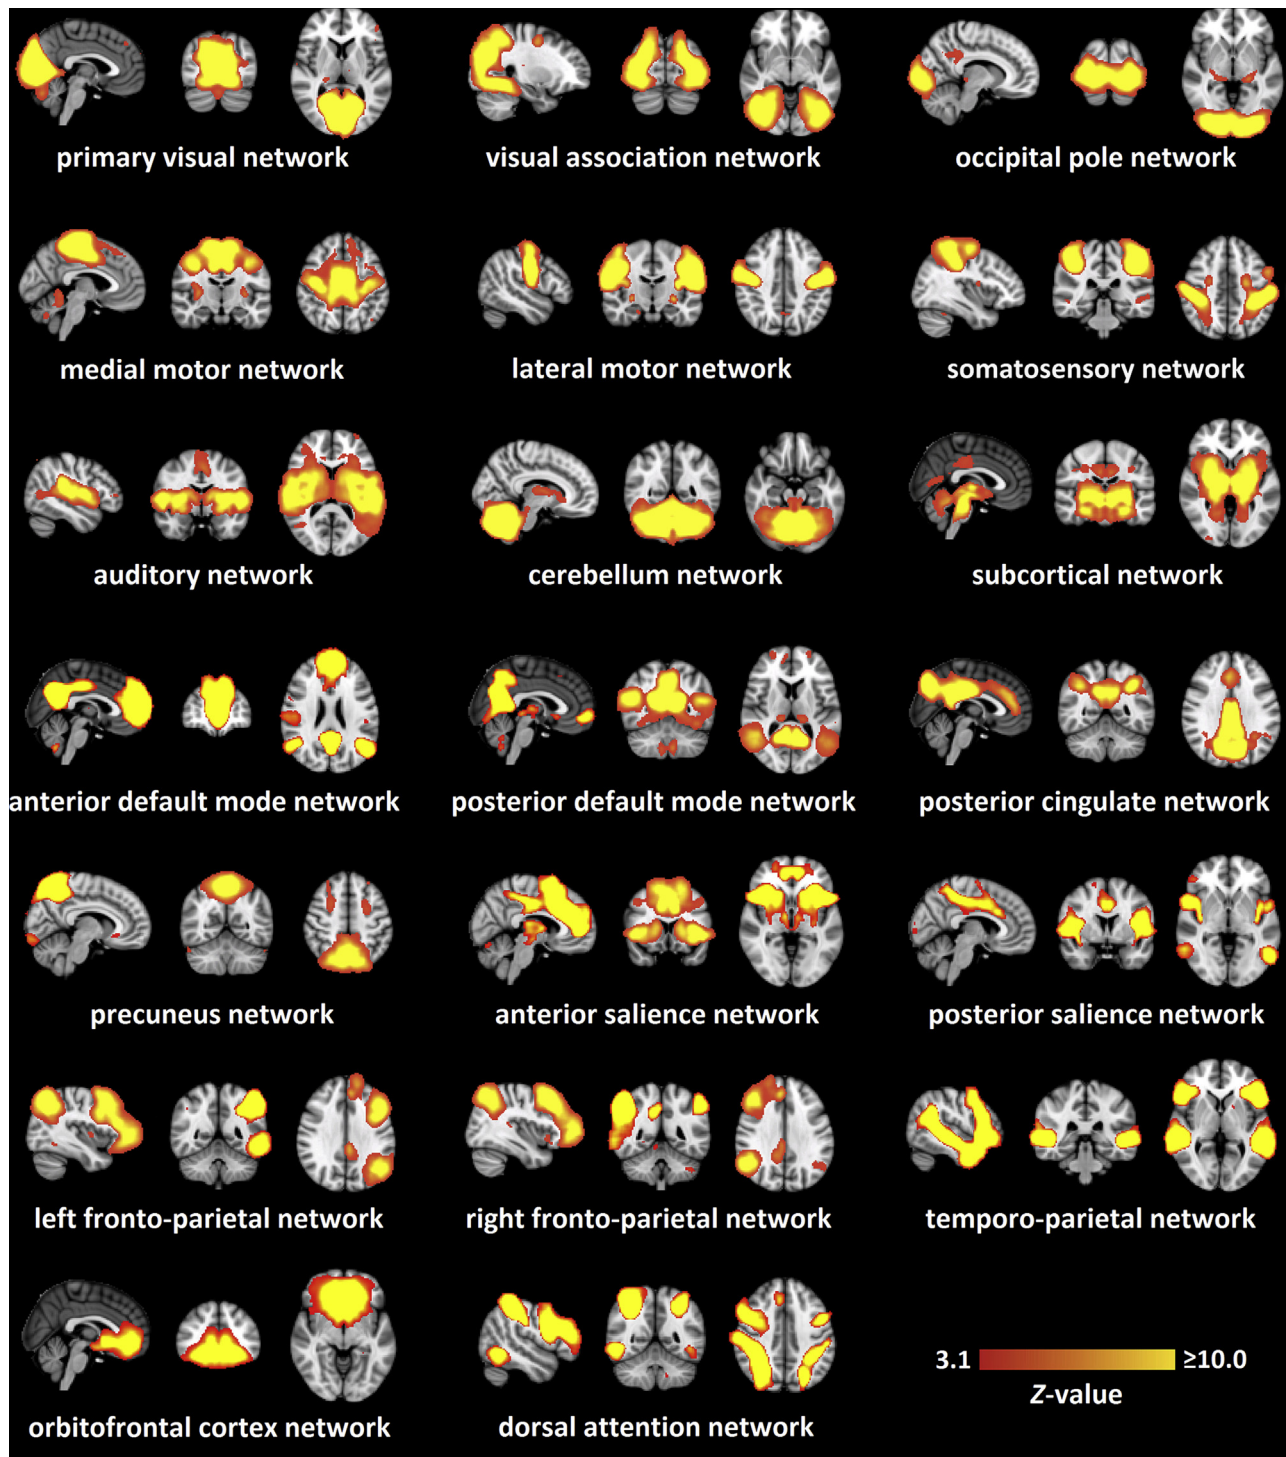 primary visual network
visual association network
occipital pole network
medial motor network
lateral motor network
somatosensory network
auditory network
cerebellum network
subcortical network
anterior default mode network
posterior default mode network
posterior cingulate network
precuneus network
anterior salience network
posterior salience network
left fronto-parietal network
right fronto-parietal network
temporo-parietal network
3.1
≥10.0
Z-value
orbitofrontal cortex network
dorsal attention network